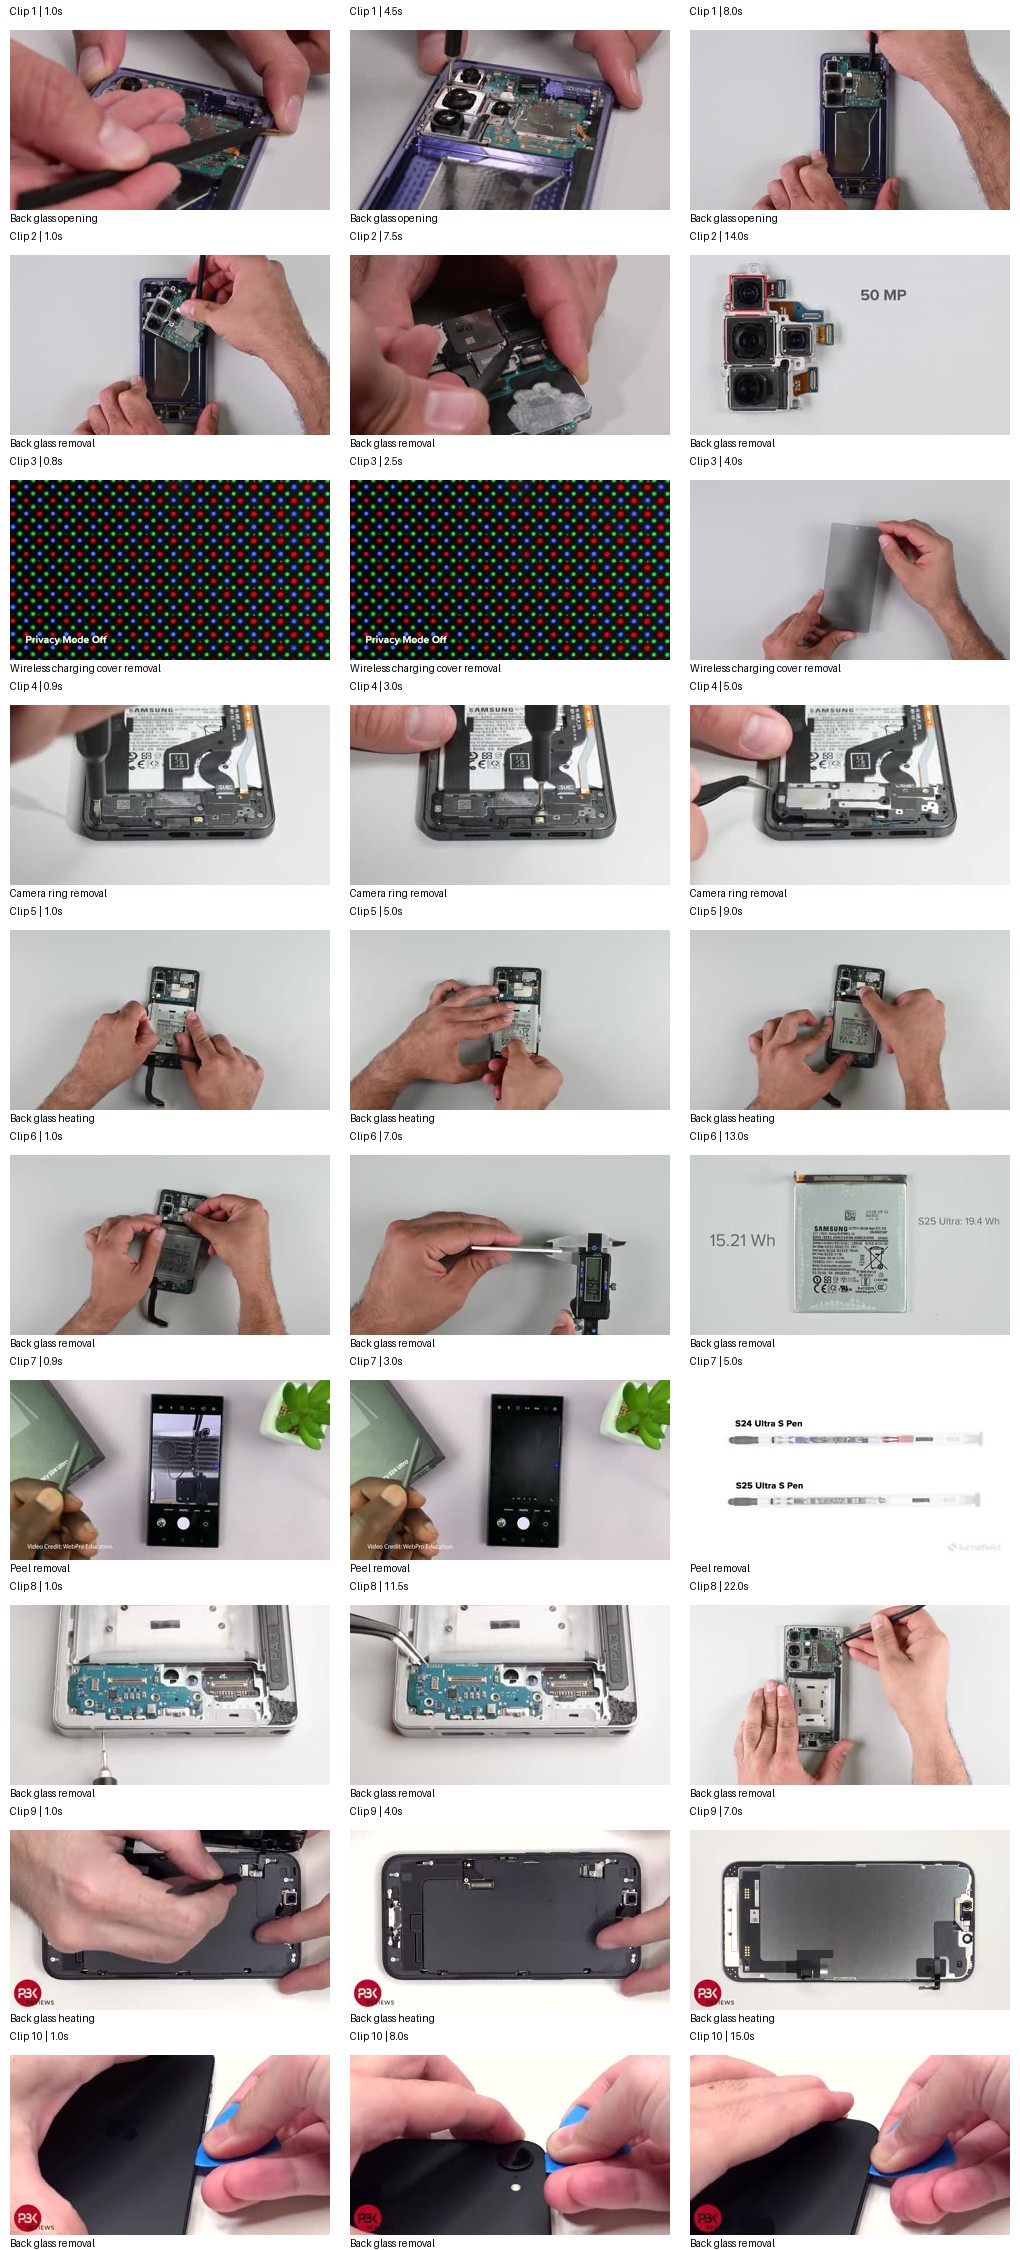 Clip 1 | 1.0s
Clip 1 | 4.5s
Clip 1 | 8.0s
Back glass opening
Back glass opening
Back glass opening
Clip 2 | 1.0s
Clip 2 | 7.5s
Clip 2 | 14.0s
50 MP
Back glass removal
Back glass removal
Back glass removal
Clip 3 | 0.8s
Clip 3 | 2.5s
Clip 3 | 4.0s
Privacy Mode Off
Privacy Mode Off
Wireless charging cover removal
Wireless charging cover removal
Wireless charging cover removal
Clip 4 | 0.9s
Clip 4 | 3.0s
Clip 4 | 5.0s
SAMSUNG
SAMSUNG
SAMSUNG
Camera ring removal
Camera ring removal
Camera ring removal
Clip 5 | 1.0s
Clip 5 | 5.0s
Clip 5 | 9.0s
Back glass heating
Back glass heating
Back glass heating
Clip 6 | 1.0s
Clip 6 | 7.0s
Clip 6 | 13.0s
15.21 Wh
SAMSUNG
S25 Ultra: 19.4 Wh
Back glass removal
Back glass removal
Back glass removal
Clip 7 | 0.9s
Clip 7 | 3.0s
Clip 7 | 5.0s
S24 Ultra S Pen
S25 Ultra S Pen
Video Credit: WebPro Education
Video Credit: WebPro Education
lumafield
Peel removal
Peel removal
Peel removal
Clip 8 | 1.0s
Clip 8 | 11.5s
Clip 8 | 22.0s
Back glass removal
Back glass removal
Back glass removal
Clip 9 | 1.0s
Clip 9 | 4.0s
Clip 9 | 7.0s
PBK
PBK
PBK
Back glass heating
Back glass heating
Back glass heating
Clip 10 | 1.0s
Clip 10 | 8.0s
Clip 10 | 15.0s
PBK
PBK
PBK
Back glass removal
Back glass removal
Back glass removal